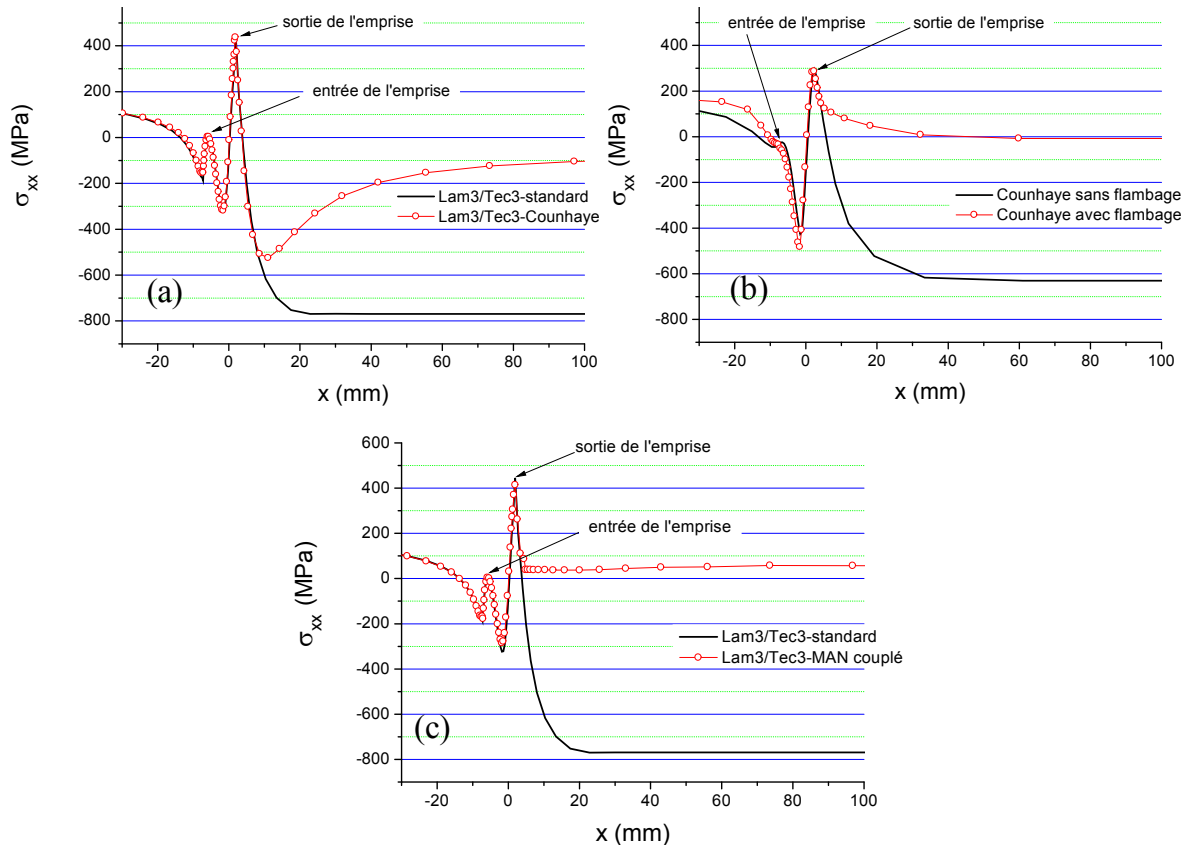 sortie de l'emprise
entrée de l'emprise
400
200
0
-200
-400
-600
-800
σxx (MPa)
Lam3/Tec3-standard
Lam3/Tec3-Counhaye
(a)
-20 0 20 40 60 80 100
x (mm)
entrée de l'emprise
sortie de l'emprise
400
200
0
-200
-400
-600
-800
σxx (MPa)
Counhaye sans flambage
Counhaye avec flambage
(b)
-20 0 20 40 60 80 100
x (mm)
600
400
200
0
-200
-400
-600
-800
σxx (MPa)
sortie de l'emprise
entrée de l'emprise
Lam3/Tec3-standard
Lam3/Tec3-MAN couplé
(c)
-20 0 20 40 60 80 100
x (mm)